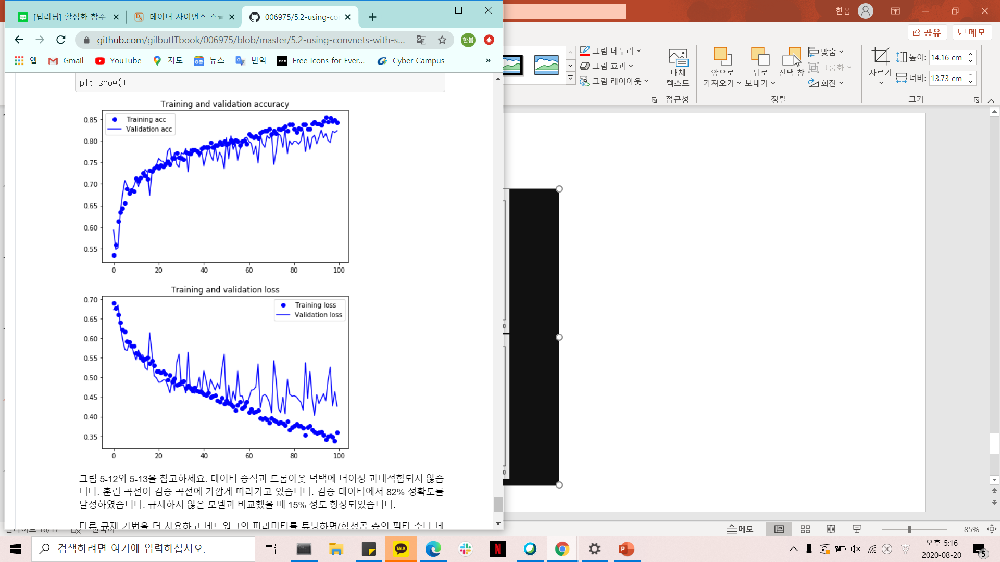 [딥러닝] 활성화 함수
데이터 사이언스 스쿨
006975/5.2-using-co
한봄
github.com/gilbutITbook/006975/blob/master/5.2-using-convnets-with-s...
한봄
앱
Gmail
YouTube
지도
뉴스
번역
Free Icons for Ever...
Cyber Campus
»
공유
메모
그림 테두리
그림 효과
그림 레이아웃
대체 텍스트
접근성
앞으로 가져오기
뒤로 보내기
선택 창
맞춤
그룹화
회전
정렬
자르기
높이: 14.16 cm
너비: 13.73 cm
크기
plt.show()
Training and validation accuracy
Training acc
Validation acc
0.85
0.80
0.75
0.70
0.65
0.60
0.55
0 20 40 60 80 100
Training and validation loss
Training loss
Validation loss
0.70
0.65
0.60
0.55
0.50
0.45
0.40
0.35
0 20 40 60 80 100
그림 5-12와 5-13을 참고하세요. 데이터 증식과 드롭아웃 덕택에 더이상 과대적합되지 않습
니다. 훈련 곡선이 검증 곡선에 가깝게 따라가고 있습니다. 검증 데이터에서 82% 정확도를
달성하였습니다. 규제하지 않은 모델과 비교했을 때 15% 정도 향상되었습니다.
다른 규제 기법을 더 사용하고 네트워크의 파라미터를 튜닝하면(합성곱 층의 필터 수나 네
메모
85%
검색하려면 여기에 입력하십시오.
TALK
N
P
오후 5:16
2020-08-20
5